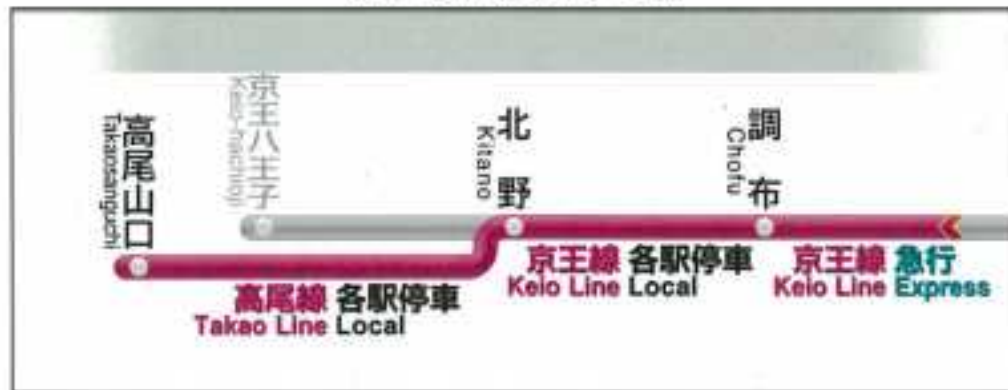 高尾山口
Takaosanguchi
京王八王子
Keio-hachioji
北野
Kitano
調布
Chofu
京王線 各駅停車
Keio Line Local
京王線 急行
Keio Line Express
高尾線 各駅停車
Takao Line Local